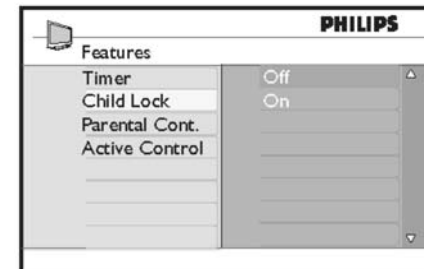 PHILIPS
Features
Timer Off
Child Lock On
Parental Cont.
Active Control